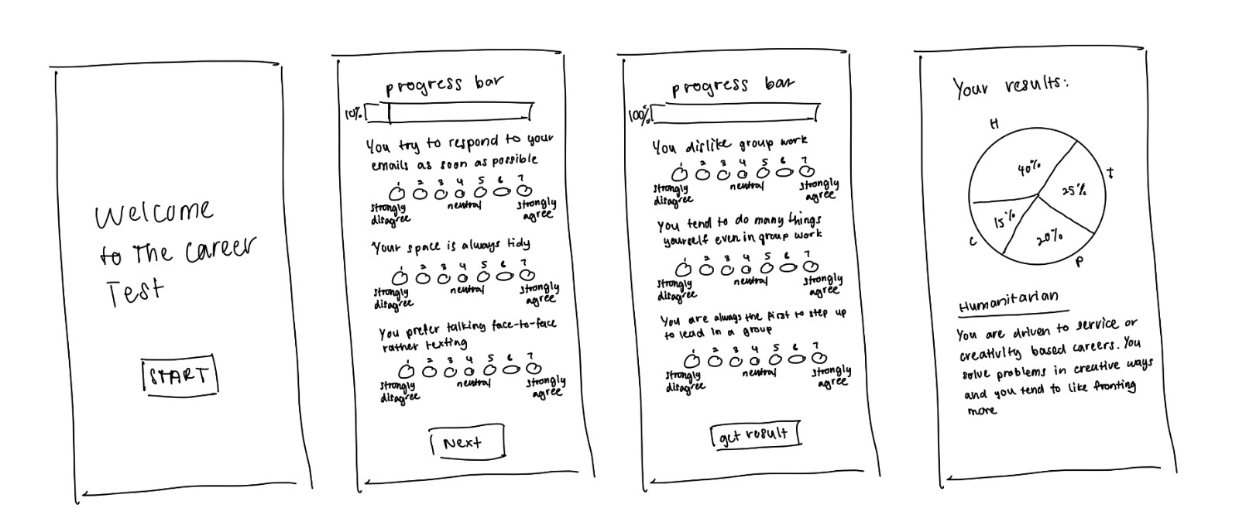 Welcome
to The Career
Test
START
progress bar
10%
You try to respond to your
emails as soon as possible
1 2 3 4 5 6 7
strongly disagree neutral strongly agree
Your space is always tidy
1 2 3 4 5 6 7
strongly disagree neutral strongly agree
You prefer talking face-to-face
rather texting
1 2 3 4 5 6 7
strongly disagree neutral strongly agree
Next
progress bar
100%
You dislike group work
1 2 3 4 5 6 7
strongly disagree neutral strongly agree
You tend to do many things
yourself even in group work
1 2 3 4 5 6 7
strongly disagree neutral strongly agree
You are always the first to step up
to lead in a group
1 2 3 4 5 6 7
strongly disagree neutral strongly agree
get result
Your results:
H
40%
I
25%
15%
C
20%
P
Humanitarian
You are driven to service or
creativity based careers. You
solve problems in creative ways
and you tend to like fronting
more